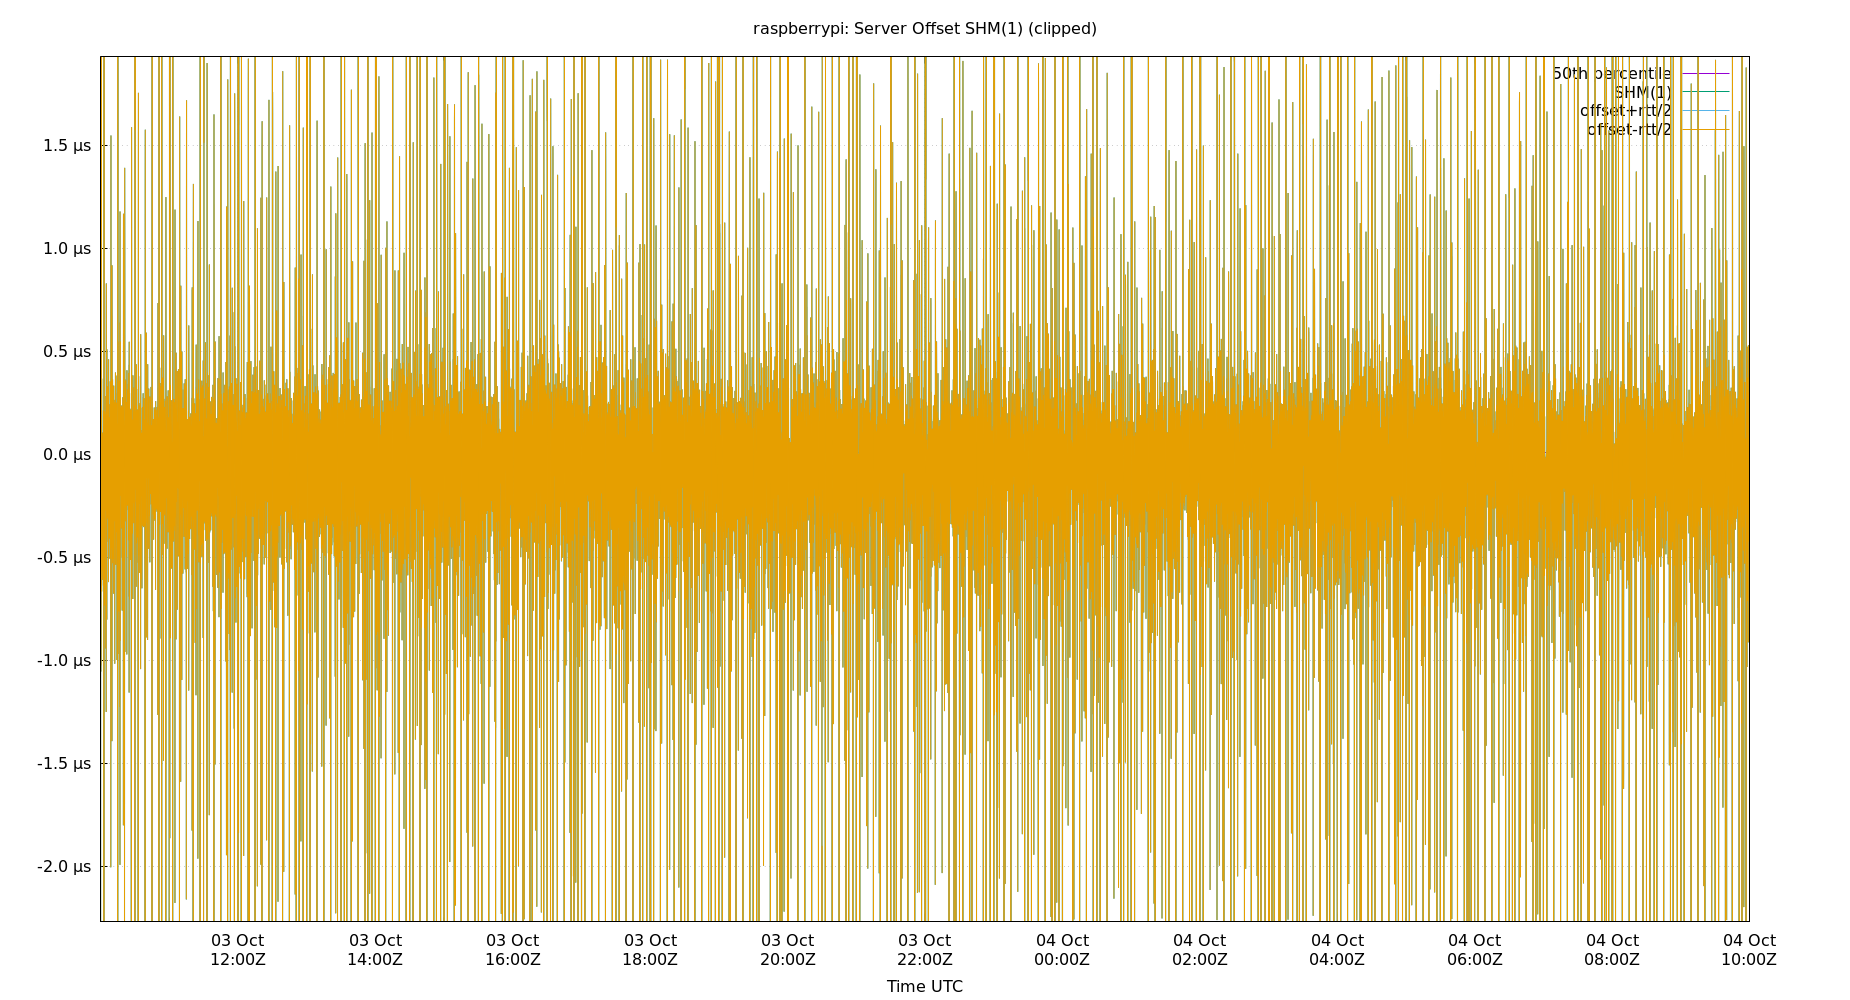 raspberrypi: Server Offset SHM(1) (clipped)
50th percentile
SHM(1)
offset+rtt/2
offset-rtt/2
1.5 µs
1.0 µs
0.5 µs
0.0 µs
-0.5 µs
-1.0 µs
-1.5 µs
-2.0 µs
03 Oct 03 Oct 03 Oct 03 Oct 03 Oct 03 Oct 04 Oct 04 Oct 04 Oct 04 Oct 04 Oct 04 Oct
12:00Z 14:00Z 16:00Z 18:00Z 20:00Z 22:00Z 00:00Z 02:00Z 04:00Z 06:00Z 08:00Z 10:00Z
Time UTC